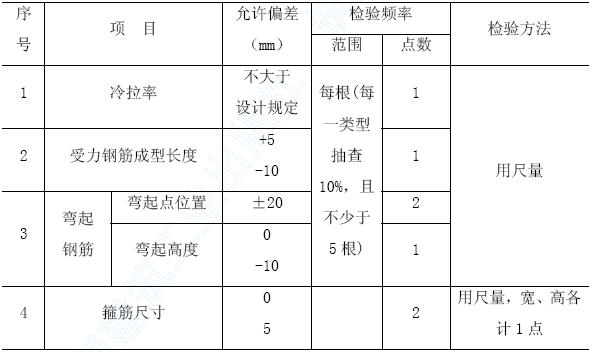 序号 项 目 允许偏差（mm） 检验频率 检验方法
范围 点数
1 冷拉率 不大于设计规定 每根(每一类型抽查10%，且不少于5根) 1 用尺量
2 受力钢筋成型长度 +5 -10 1
3 弯起钢筋 弯起点位置 ±20 2
弯起高度 0 -10 1
4 箍筋尺寸 0 5 2 用尺量，宽、高各计1点